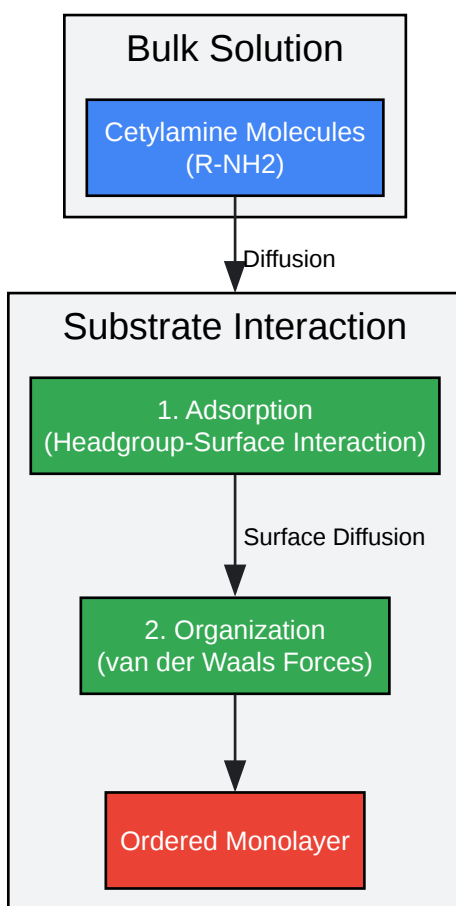 Bulk Solution
Cetylamine Molecules
(R-NH2)
Diffusion
Substrate Interaction
1. Adsorption
(Headgroup-Surface Interaction)
Surface Diffusion
2. Organization
(van der Waals Forces)
Ordered Monolayer